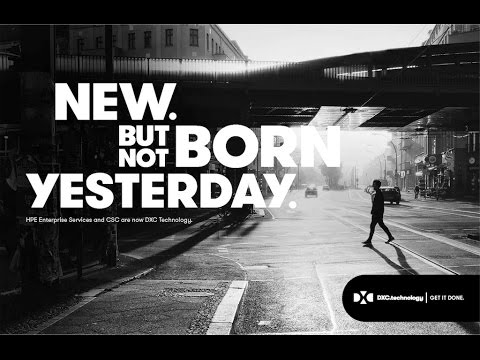 NEW.
BUT NOT BORN
YESTERDAY.
HPE Enterprise Services and CSC are now DXC Technology.
DXC.technology | GET IT DONE.